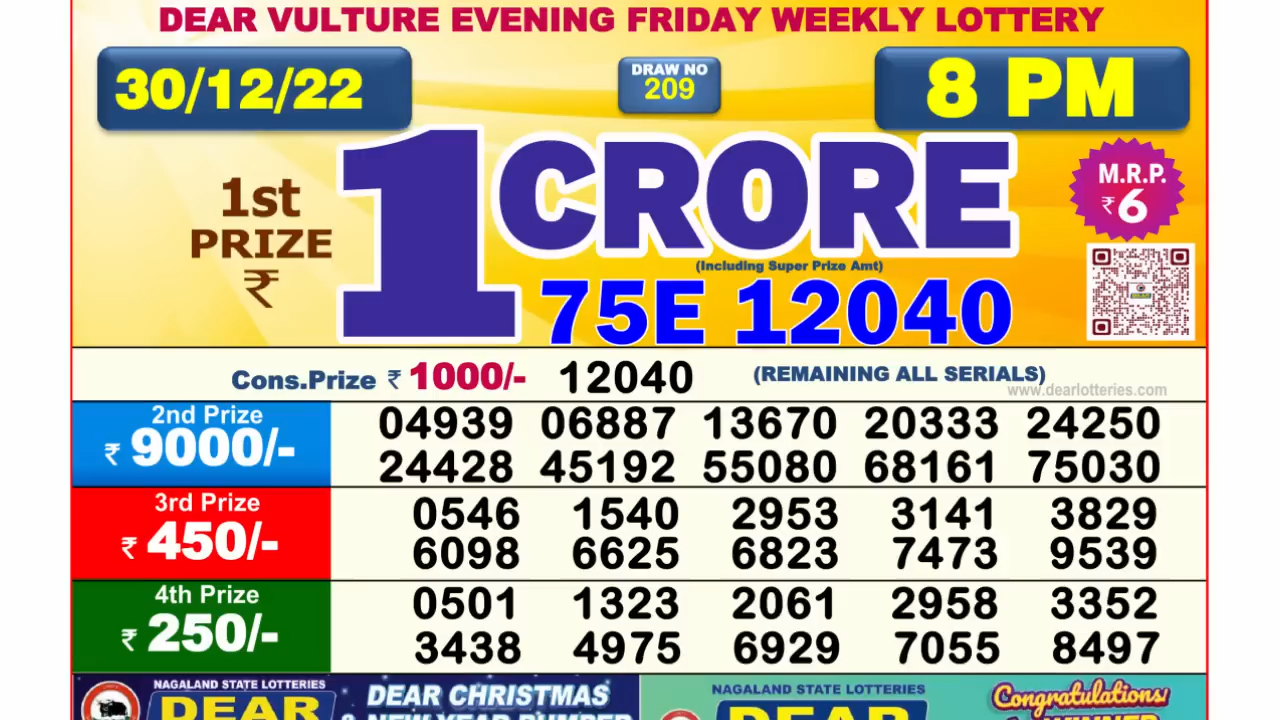 DEAR VULTURE EVENING FRIDAY WEEKLY LOTTERY
30/12/22
DRAW NO
209
8 PM
1st
PRIZE
₹
1 CRORE
(Including Super Prize Amt)
75E 12040
M.R.P.
₹ 6
Cons.Prize ₹ 1000/- 12040 (REMAINING ALL SERIALS)
www.dearlotteries.com
2nd Prize
₹ 9000/-
04939 06887 13670 20333 24250
24428 45192 55080 68161 75030
3rd Prize
₹ 450/-
0546 1540 2953 3141 3829
6098 6625 6823 7473 9539
4th Prize
₹ 250/-
0501 1323 2061 2958 3352
3438 4975 6929 7055 8497
NAGALAND STATE LOTTERIES
DEAR
DEAR CHRISTMAS
& NEW YEAR BUMPER
NAGALAND STATE LOTTERIES
DEAR
Congratulations
WINNER